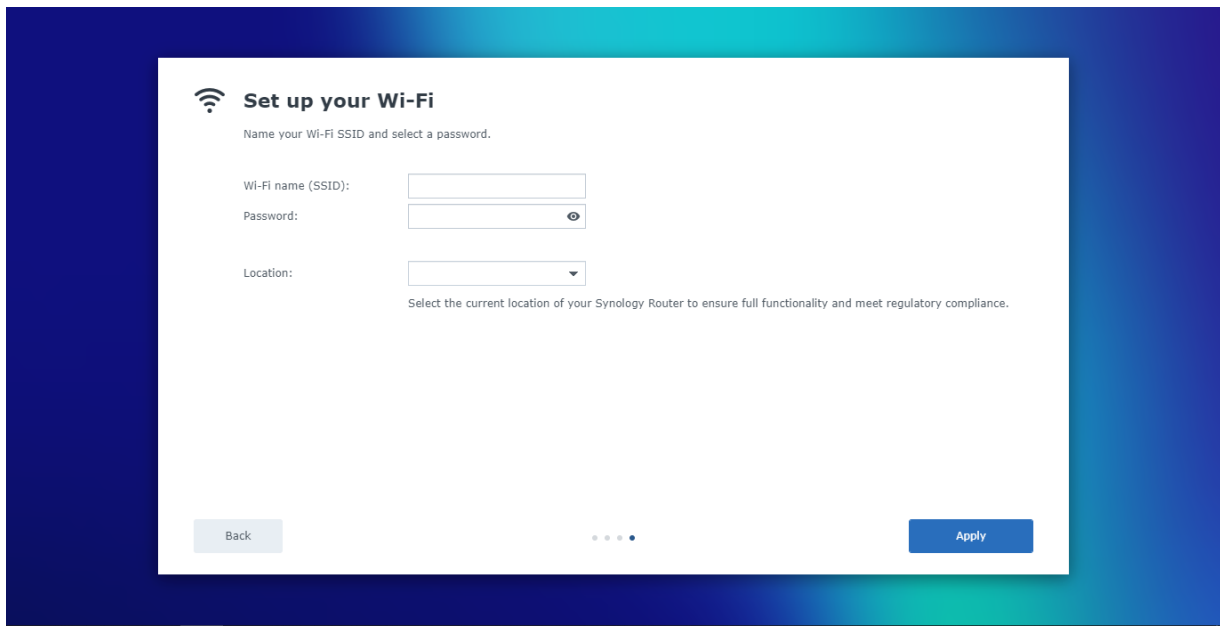 Set up your Wi-Fi
Name your Wi-Fi SSID and select a password.
Wi-Fi name (SSID):
Password:
Location:
Select the current location of your Synology Router to ensure full functionality and meet regulatory compliance.
Back
Apply